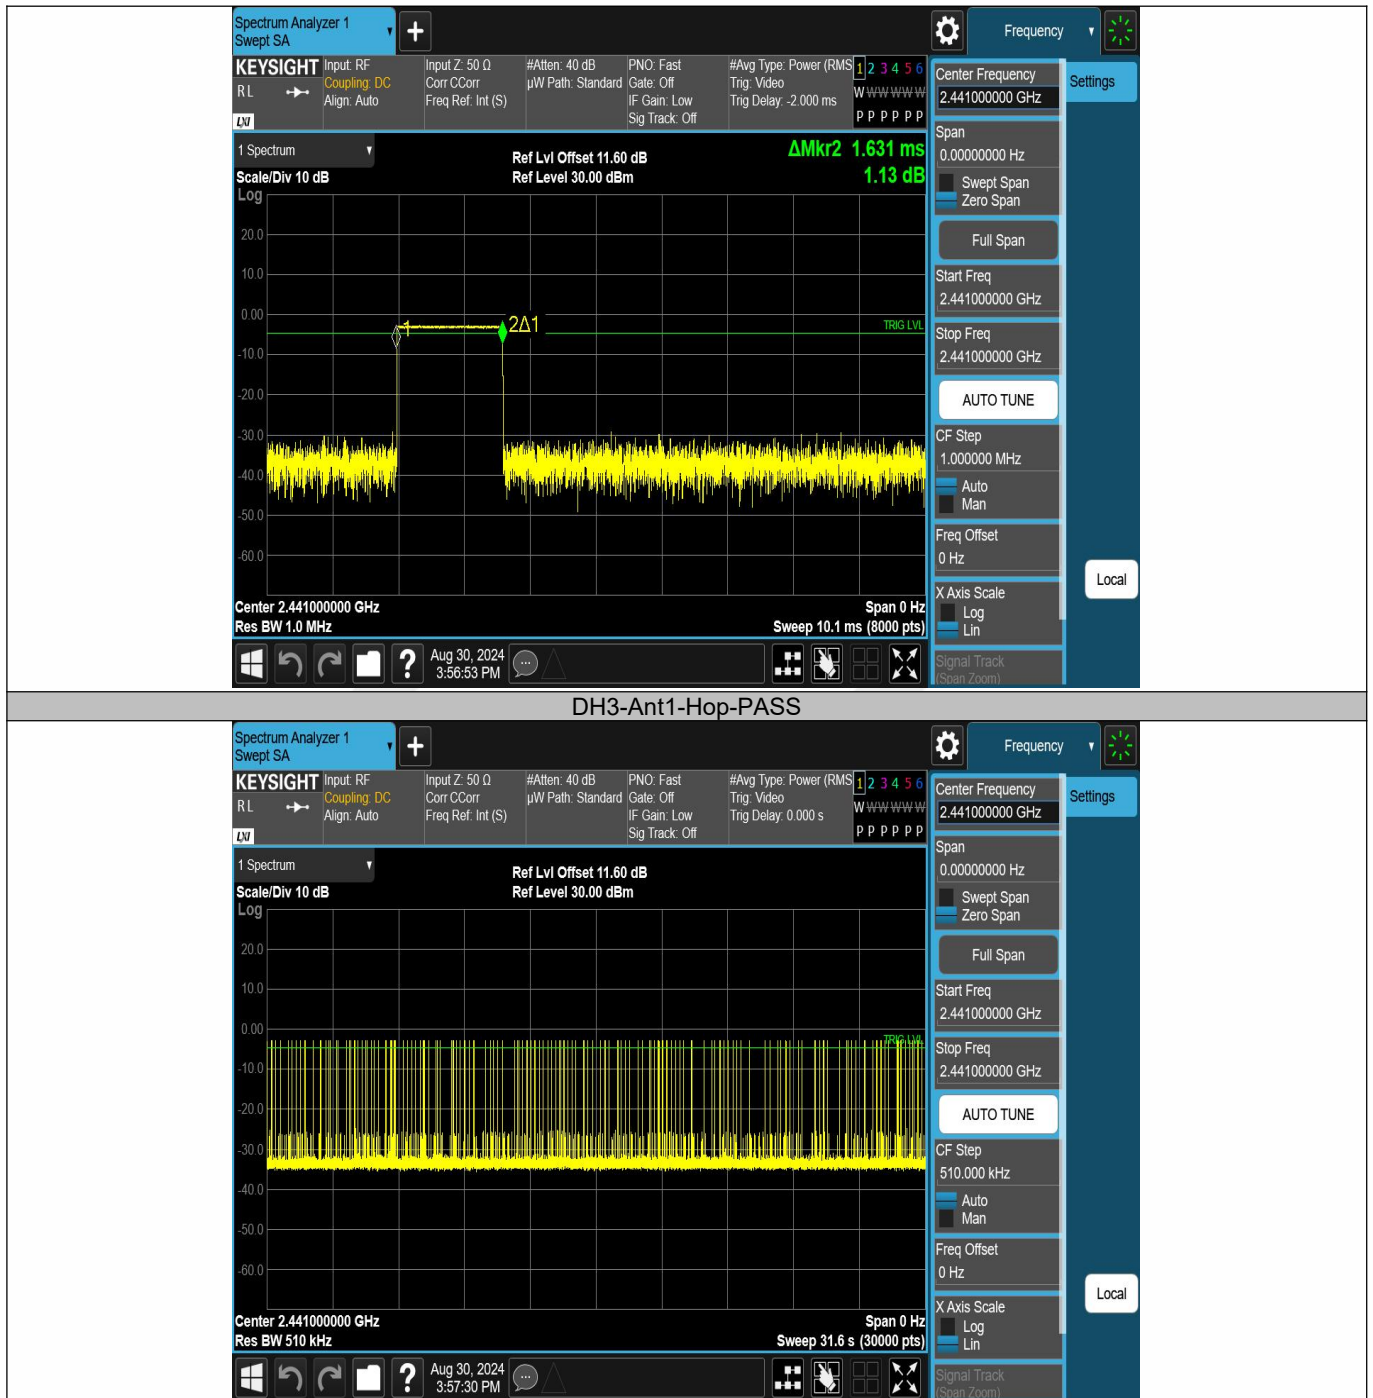 Spectrum Analyzer 1
Swept SA
Frequency
KEYSIGHT
RL
LXI
Input: RF
Coupling: DC
Align: Auto
Input Z: 50 Ω
Corr CCorr
Freq Ref: Int (S)
#Atten: 40 dB
µW Path: Standard
PNO: Fast
Gate: Off
IF Gain: Low
Sig Track: Off
#Avg Type: Power (RMS
Trig: Video
Trig Delay: -2.000 ms
1 2 3 4 5 6
W W W W W W
P P P P P P
1 Spectrum
Scale/Div 10 dB
Ref Lvl Offset 11.60 dB
Ref Level 30.00 dBm
ΔMkr2 1.631 ms
1.13 dB
Log
20.0
10.0
0.00
-10.0
-20.0
-30.0
-40.0
-50.0
-60.0
1
2Δ1
TRIG LVL
Center 2.441000000 GHz
Res BW 1.0 MHz
Span 0 Hz
Sweep 10.1 ms (8000 pts)
Aug 30, 2024
3:56:53 PM
Center Frequency
2.441000000 GHz
Settings
Span
0.00000000 Hz
Swept Span
Zero Span
Full Span
Start Freq
2.441000000 GHz
Stop Freq
2.441000000 GHz
AUTO TUNE
CF Step
1.000000 MHz
Auto
Man
Freq Offset
0 Hz
X Axis Scale
Log
Lin
Local
Signal Track
(Span Zoom)
DH3-Ant1-Hop-PASS
Spectrum Analyzer 1
Swept SA
Frequency
KEYSIGHT
RL
LXI
Input: RF
Coupling: DC
Align: Auto
Input Z: 50 Ω
Corr CCorr
Freq Ref: Int (S)
#Atten: 40 dB
µW Path: Standard
PNO: Fast
Gate: Off
IF Gain: Low
Sig Track: Off
#Avg Type: Power (RMS
Trig: Video
Trig Delay: 0.000 s
1 2 3 4 5 6
W W W W W W
P P P P P P
1 Spectrum
Scale/Div 10 dB
Ref Lvl Offset 11.60 dB
Ref Level 30.00 dBm
Log
20.0
10.0
0.00
-10.0
-20.0
-30.0
-40.0
-50.0
-60.0
TRIG LVL
Center 2.441000000 GHz
Res BW 510 kHz
Span 0 Hz
Sweep 31.6 s (30000 pts)
Aug 30, 2024
3:57:30 PM
Center Frequency
2.441000000 GHz
Settings
Span
0.00000000 Hz
Swept Span
Zero Span
Full Span
Start Freq
2.441000000 GHz
Stop Freq
2.441000000 GHz
AUTO TUNE
CF Step
510.000 kHz
Auto
Man
Freq Offset
0 Hz
X Axis Scale
Log
Lin
Local
Signal Track
(Span Zoom)